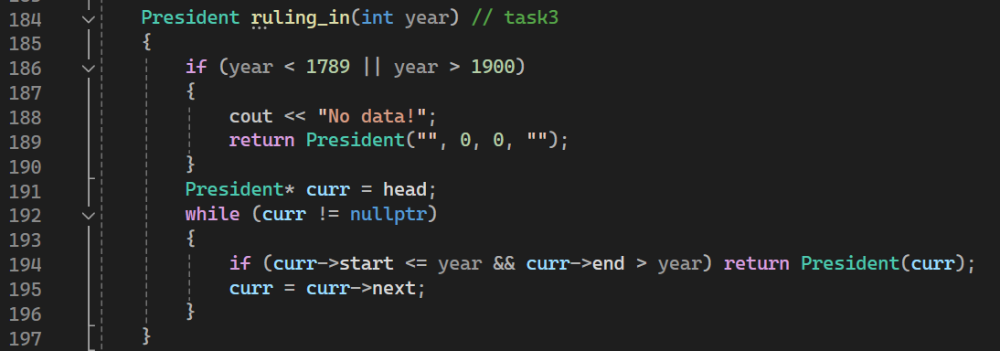 184 President ruling_in(int year) // task3
185 {
186 if (year < 1789 || year > 1900)
187 {
188 cout << "No data!";
189 return President("", 0, 0, "");
190 }
191 President* curr = head;
192 while (curr != nullptr)
193 {
194 if (curr->start <= year && curr->end > year) return President(curr);
195 curr = curr->next;
196 }
197 }